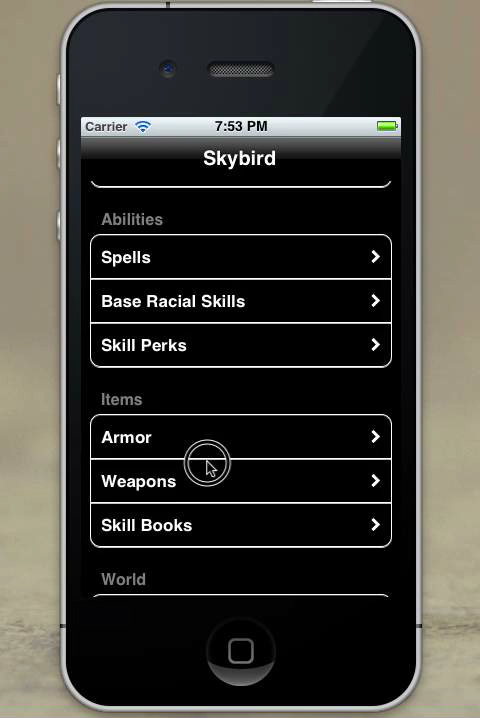 Carrier 7:53 PM
Skybird
Abilities
Spells
Base Racial Skills
Skill Perks
Items
Armor
Weapons
Skill Books
World